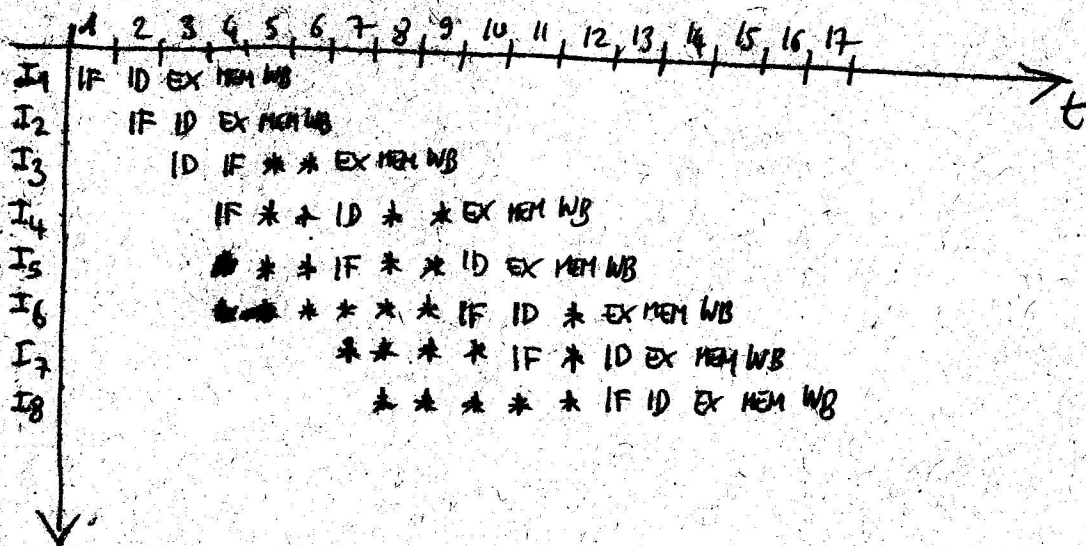 1 2 3 4 5 6 7 8 9 10 11 12 13 14 15 16 17
t
I1 IF ID EX MEM WB
I2 IF ID EX MEM WB
I3 ID IF * * EX MEM WB
I4 IF * * ID * * EX MEM WB
I5 * * IF * * ID EX MEM WB
I6 * * * * IF ID * EX MEM WB
I7 * * * * IF * ID EX MEM WB
I8 * * * * * IF ID EX MEM WB